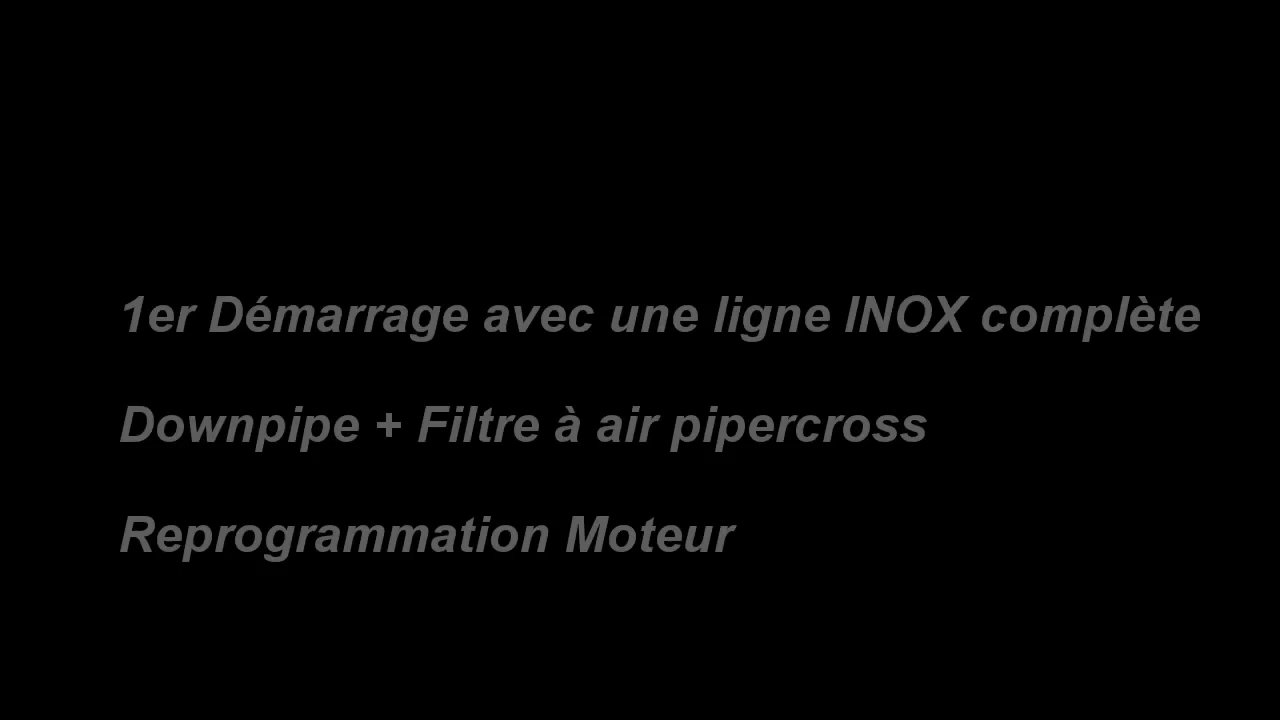 1er Démarrage avec une ligne INOX complète
Downpipe + Filtre à air pipercross
Reprogrammation Moteur